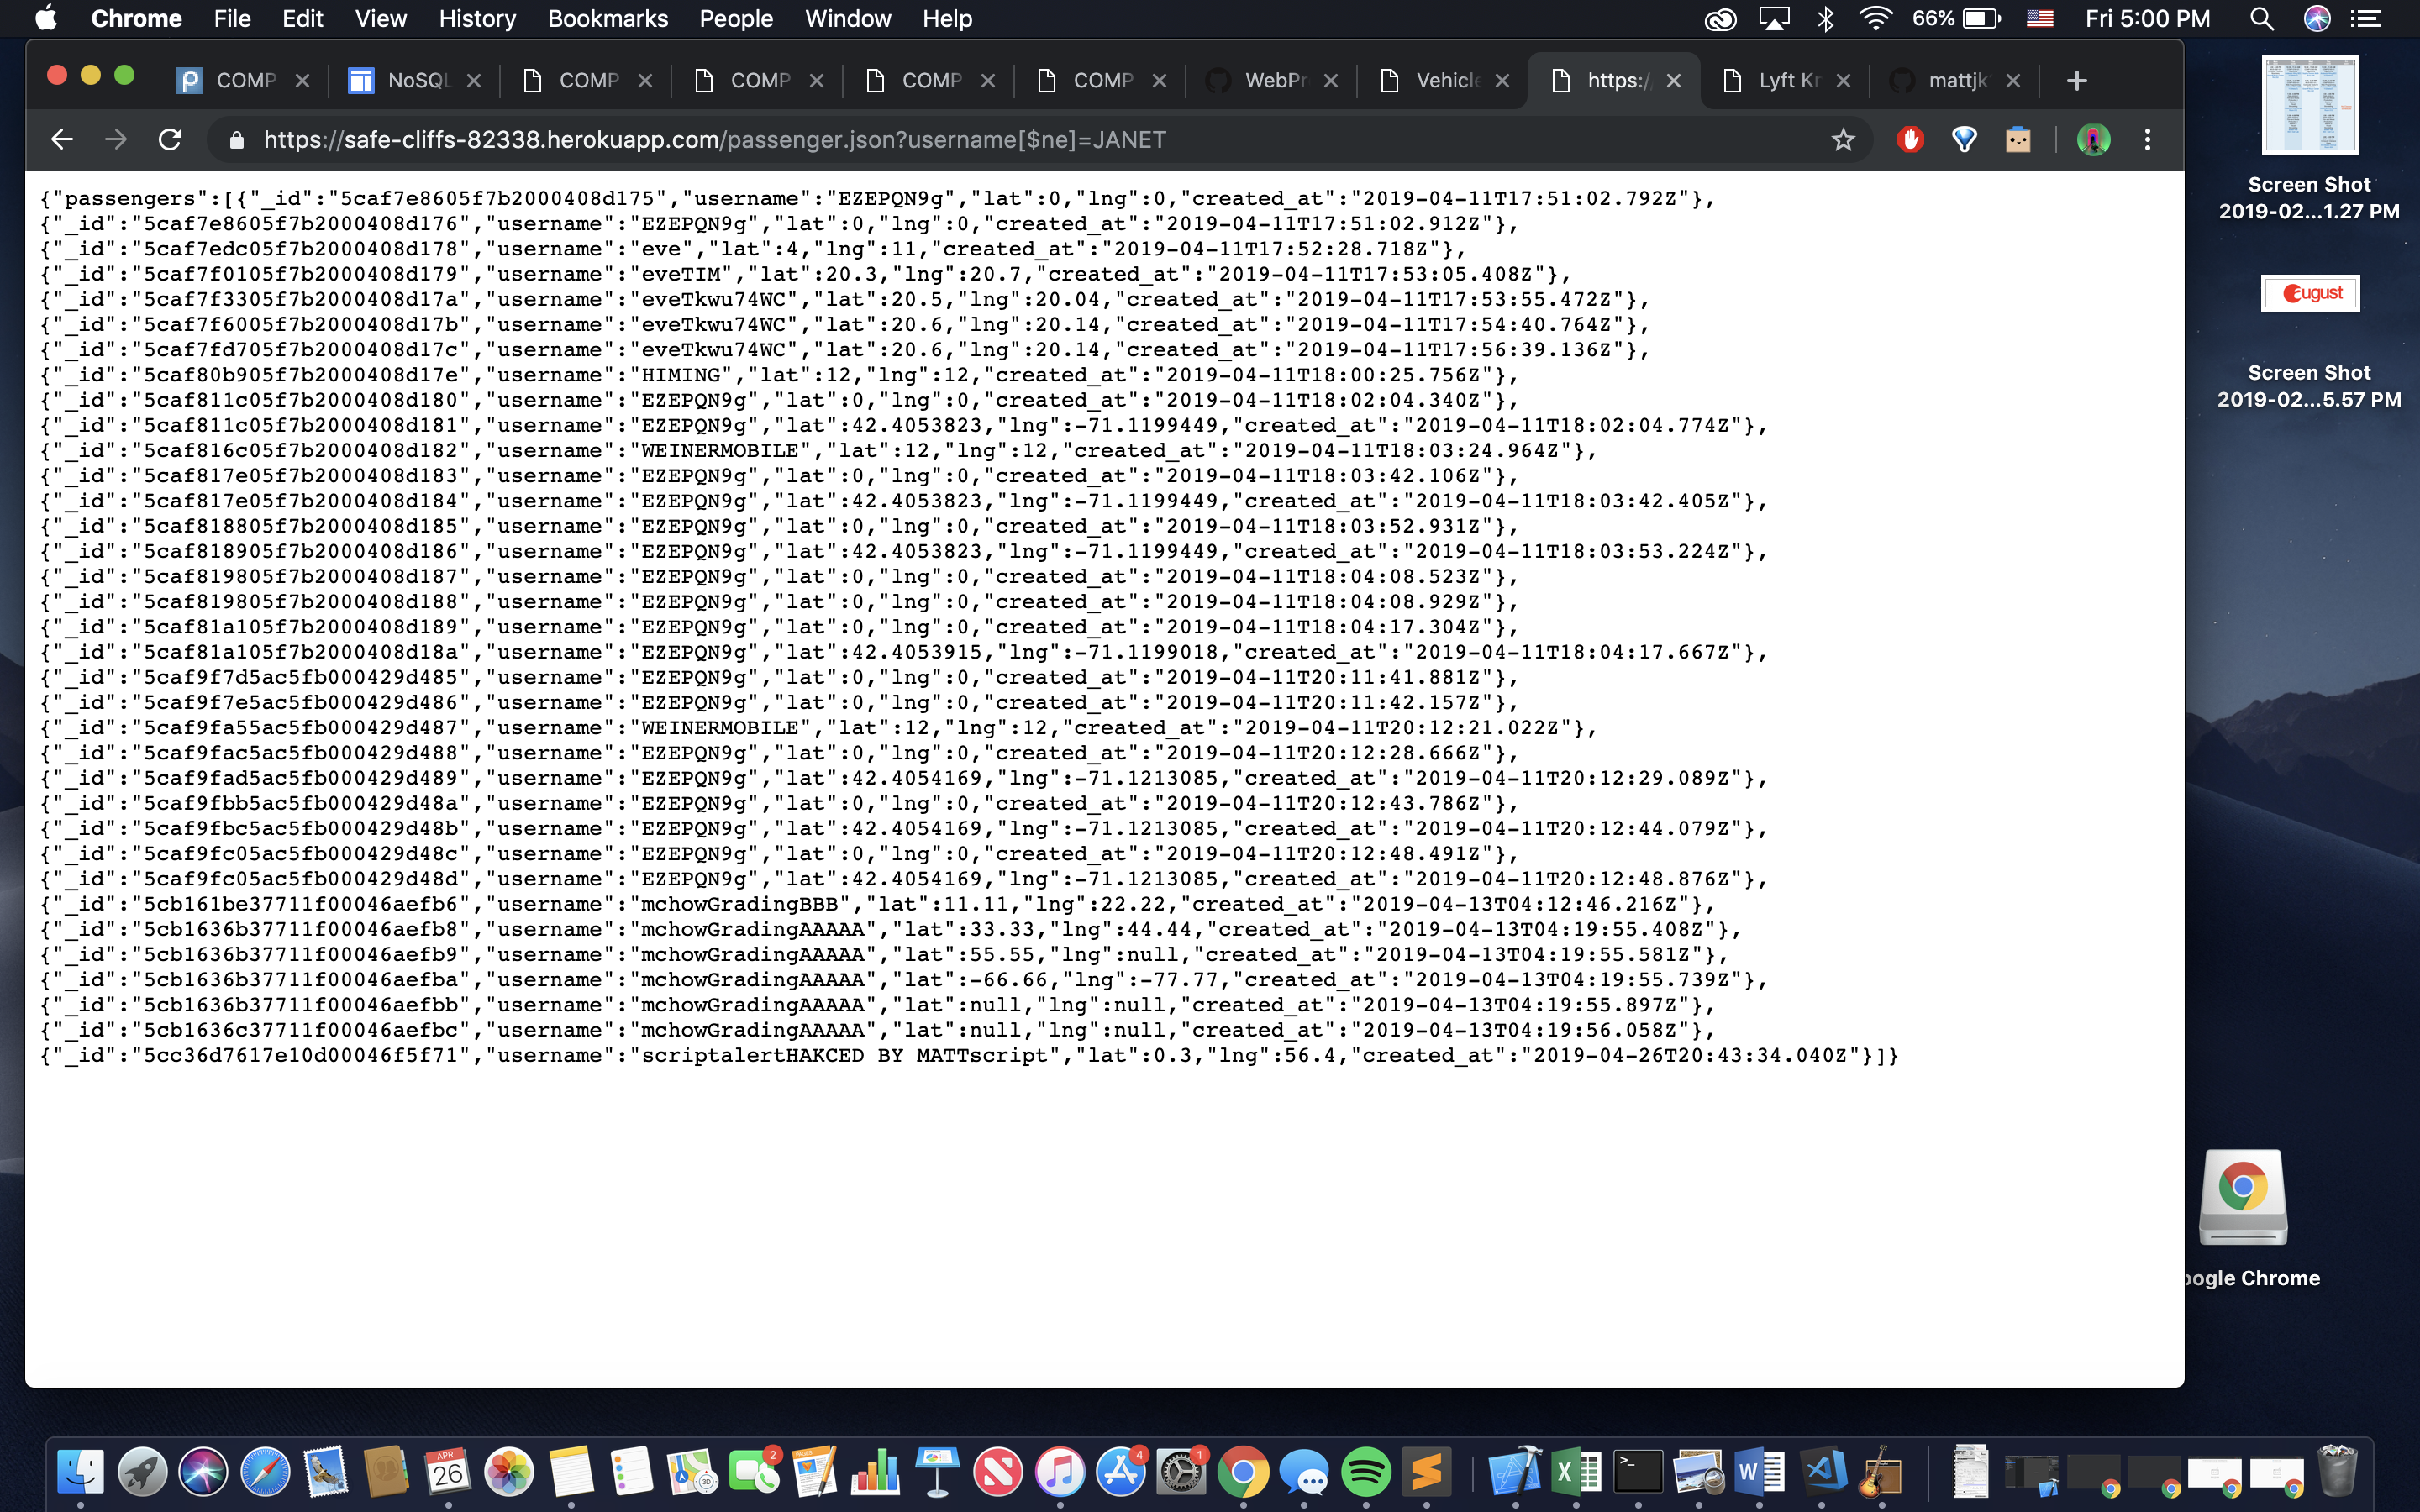 Chrome File Edit View History Bookmarks People Window Help 66% Fri 5:00 PM
COMP NoSQL COMP COMP COMP COMP WebPr Vehicle https:/ Lyft Kr mattjk
https://safe-cliffs-82338.herokuapp.com/passenger.json?username[$ne]=JANET
{"passengers":[{"_id":"5caf7e8605f7b2000408d175","username":"EZEPQN9g","lat":0,"lng":0,"created_at":"2019-04-11T17:51:02.792Z"},
{"_id":"5caf7e8605f7b2000408d176","username":"EZEPQN9g","lat":0,"lng":0,"created_at":"2019-04-11T17:51:02.912Z"},
{"_id":"5caf7edc05f7b2000408d178","username":"eve","lat":4,"lng":11,"created_at":"2019-04-11T17:52:28.718Z"},
{"_id":"5caf7f0105f7b2000408d179","username":"eveTIM","lat":20.3,"lng":20.7,"created_at":"2019-04-11T17:53:05.408Z"},
{"_id":"5caf7f3305f7b2000408d17a","username":"eveTkwu74WC","lat":20.5,"lng":20.04,"created_at":"2019-04-11T17:53:55.472Z"},
{"_id":"5caf7f6005f7b2000408d17b","username":"eveTkwu74WC","lat":20.6,"lng":20.14,"created_at":"2019-04-11T17:54:40.764Z"},
{"_id":"5caf7fd705f7b2000408d17c","username":"eveTkwu74WC","lat":20.6,"lng":20.14,"created_at":"2019-04-11T17:56:39.136Z"},
{"_id":"5caf80b905f7b2000408d17e","username":"HIMING","lat":12,"lng":12,"created_at":"2019-04-11T18:00:25.756Z"},
{"_id":"5caf811c05f7b2000408d180","username":"EZEPQN9g","lat":0,"lng":0,"created_at":"2019-04-11T18:02:04.340Z"},
{"_id":"5caf811c05f7b2000408d181","username":"EZEPQN9g","lat":42.4053823,"lng":-71.1199449,"created_at":"2019-04-11T18:02:04.774Z"},
{"_id":"5caf816c05f7b2000408d182","username":"WEINERMOBILE","lat":12,"lng":12,"created_at":"2019-04-11T18:03:24.964Z"},
{"_id":"5caf817e05f7b2000408d183","username":"EZEPQN9g","lat":0,"lng":0,"created_at":"2019-04-11T18:03:42.106Z"},
{"_id":"5caf817e05f7b2000408d184","username":"EZEPQN9g","lat":42.4053823,"lng":-71.1199449,"created_at":"2019-04-11T18:03:42.405Z"},
{"_id":"5caf818805f7b2000408d185","username":"EZEPQN9g","lat":0,"lng":0,"created_at":"2019-04-11T18:03:52.931Z"},
{"_id":"5caf818905f7b2000408d186","username":"EZEPQN9g","lat":42.4053823,"lng":-71.1199449,"created_at":"2019-04-11T18:03:53.224Z"},
{"_id":"5caf819805f7b2000408d187","username":"EZEPQN9g","lat":0,"lng":0,"created_at":"2019-04-11T18:04:08.523Z"},
{"_id":"5caf819805f7b2000408d188","username":"EZEPQN9g","lat":0,"lng":0,"created_at":"2019-04-11T18:04:08.929Z"},
{"_id":"5caf81a105f7b2000408d189","username":"EZEPQN9g","lat":0,"lng":0,"created_at":"2019-04-11T18:04:17.304Z"},
{"_id":"5caf81a105f7b2000408d18a","username":"EZEPQN9g","lat":42.4053915,"lng":-71.1199018,"created_at":"2019-04-11T18:04:17.667Z"},
{"_id":"5caf9f7d5ac5fb000429d485","username":"EZEPQN9g","lat":0,"lng":0,"created_at":"2019-04-11T20:11:41.881Z"},
{"_id":"5caf9f7e5ac5fb000429d486","username":"EZEPQN9g","lat":0,"lng":0,"created_at":"2019-04-11T20:11:42.157Z"},
{"_id":"5caf9fa55ac5fb000429d487","username":"WEINERMOBILE","lat":12,"lng":12,"created_at":"2019-04-11T20:12:21.022Z"},
{"_id":"5caf9fac5ac5fb000429d488","username":"EZEPQN9g","lat":0,"lng":0,"created_at":"2019-04-11T20:12:28.666Z"},
{"_id":"5caf9fad5ac5fb000429d489","username":"EZEPQN9g","lat":42.4054169,"lng":-71.1213085,"created_at":"2019-04-11T20:12:29.089Z"},
{"_id":"5caf9fbb5ac5fb000429d48a","username":"EZEPQN9g","lat":0,"lng":0,"created_at":"2019-04-11T20:12:43.786Z"},
{"_id":"5caf9fbc5ac5fb000429d48b","username":"EZEPQN9g","lat":42.4054169,"lng":-71.1213085,"created_at":"2019-04-11T20:12:44.079Z"},
{"_id":"5caf9fc05ac5fb000429d48c","username":"EZEPQN9g","lat":0,"lng":0,"created_at":"2019-04-11T20:12:48.491Z"},
{"_id":"5caf9fc05ac5fb000429d48d","username":"EZEPQN9g","lat":42.4054169,"lng":-71.1213085,"created_at":"2019-04-11T20:12:48.876Z"},
{"_id":"5cb161be37711f00046aefb6","username":"mchowGradingBBB","lat":11.11,"lng":22.22,"created_at":"2019-04-13T04:12:46.216Z"},
{"_id":"5cb1636b37711f00046aefb8","username":"mchowGradingAAAAA","lat":33.33,"lng":44.44,"created_at":"2019-04-13T04:19:55.408Z"},
{"_id":"5cb1636b37711f00046aefb9","username":"mchowGradingAAAAA","lat":55.55,"lng":null,"created_at":"2019-04-13T04:19:55.581Z"},
{"_id":"5cb1636b37711f00046aefba","username":"mchowGradingAAAAA","lat":-66.66,"lng":-77.77,"created_at":"2019-04-13T04:19:55.739Z"},
{"_id":"5cb1636b37711f00046aefbb","username":"mchowGradingAAAAA","lat":null,"lng":null,"created_at":"2019-04-13T04:19:55.897Z"},
{"_id":"5cb1636c37711f00046aefbc","username":"mchowGradingAAAAA","lat":null,"lng":null,"created_at":"2019-04-13T04:19:56.058Z"},
{"_id":"5cc36d7617e10d00046f5f71","username":"scriptalertHAKCED BY MATTscript","lat":0.3,"lng":56.4,"created_at":"2019-04-26T20:43:34.040Z"}]}
Screen Shot
2019-02...1.27 PM
august
Screen Shot
2019-02...5.57 PM
oogle Chrome
APR
26
2
4
1